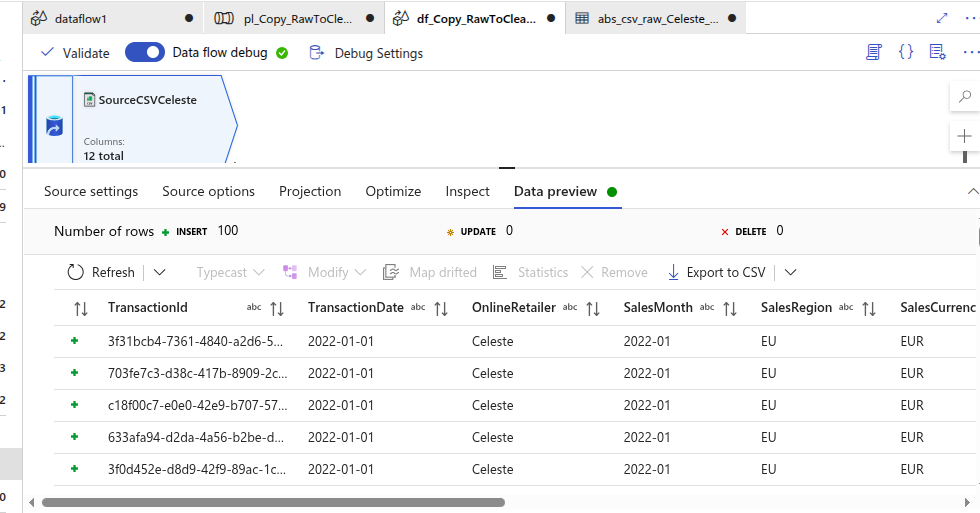 dataflow1
pl_Copy_RawToCle...
df_Copy_RawToClea...
abs_csv_raw_Celeste_...
Validate
Data flow debug
Debug Settings
SourceCSVCeleste
Columns:
12 total
Source settings Source options Projection Optimize Inspect Data preview
Number of rows INSERT 100 UPDATE 0 DELETE 0
Refresh Typecast Modify Map drifted Statistics Remove Export to CSV
TransactionId abc TransactionDate abc OnlineRetailer abc SalesMonth abc SalesRegion abc SalesCurrenc
3f31bcb4-7361-4840-a2d6-5... 2022-01-01 Celeste 2022-01 EU EUR
703fe7c3-d38c-417b-8909-2c... 2022-01-01 Celeste 2022-01 EU EUR
c18f00c7-e0e0-42e9-b707-57... 2022-01-01 Celeste 2022-01 EU EUR
633afa94-d2da-4a56-b2be-d... 2022-01-01 Celeste 2022-01 EU EUR
3f0d452e-d8d9-42f9-89ac-1c... 2022-01-01 Celeste 2022-01 EU EUR